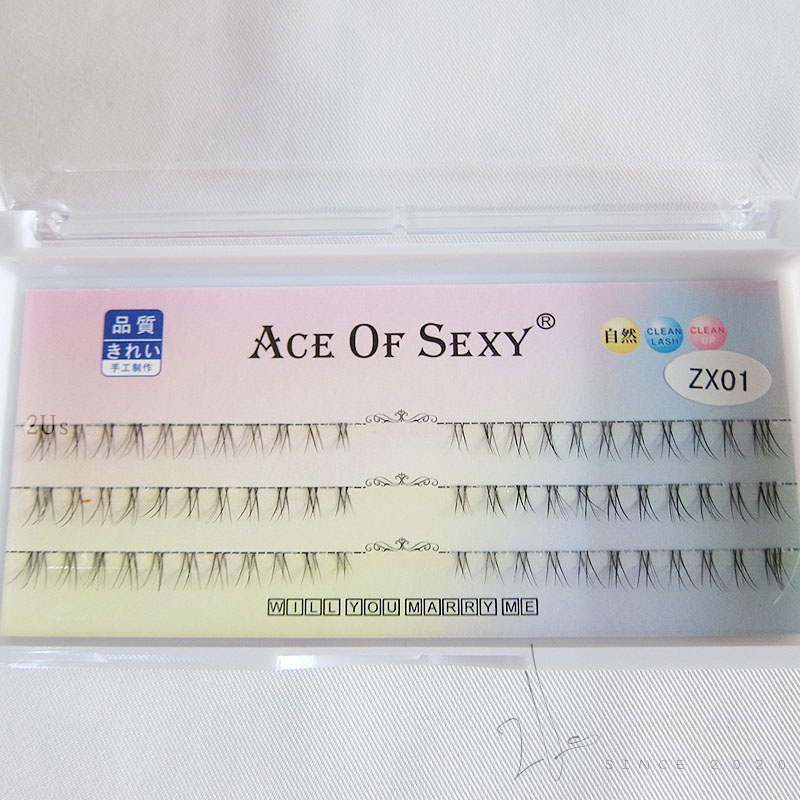 品質
きれい
手工制作
ACE OF SEXY®
自然
CLEAN
LASH
CLEAN
UP
ZX01
2Us
WILL YOU MARRY ME
SINCE 2020